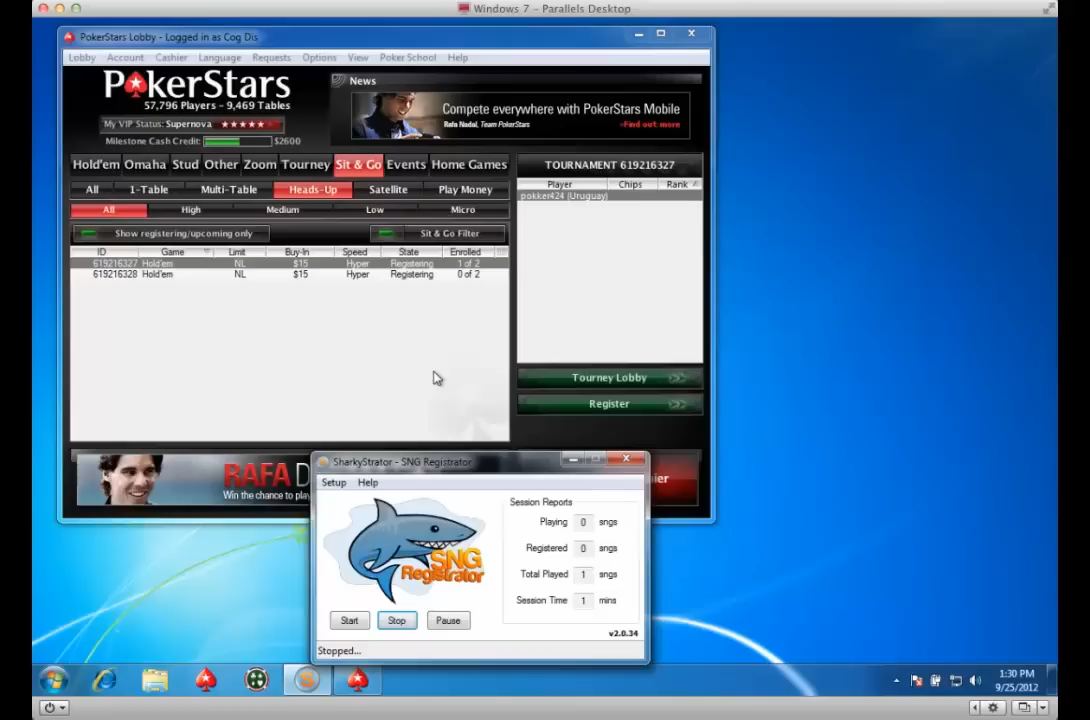 Windows 7 - Parallels Desktop
PokerStars Lobby - Logged in as Cog Dis
Lobby Account Cashier Language Requests Options View Poker School Help
PokerStars
57,796 Players - 9,469 Tables
My VIP Status: Supernova ★★★★★
Milestone Cash Credit: $2600
News
Compete everywhere with PokerStars Mobile
Rafa Nadal, Team PokerStars
Find out more
Hold'em Omaha Stud Other Zoom Tourney Sit & Go Events Home Games
All 1-Table Multi-Table Heads-Up Satellite Play Money
All High Medium Low Micro
Show registering/upcoming only Sit & Go Filter
ID Game Limit Buy-In Speed State Enrolled
619216327 Hold'em NL $15 Hyper Registering 1 of 2
619216328 Hold'em NL $15 Hyper Registering 0 of 2
TOURNAMENT 619216327
Player Chips Rank
pokker424 (Uruguay)
Tourney Lobby
Register
RAFA
Win the chance to
SharkyStrator - SNG Registrator
Setup Help
SNG
Registrator
Session Reports
Playing 0 sngs
Registered 0 sngs
Total Played 1 sngs
Session Time 1 mins
Start Stop Pause
v2.0.34
Stopped...
1:30 PM
9/25/2012